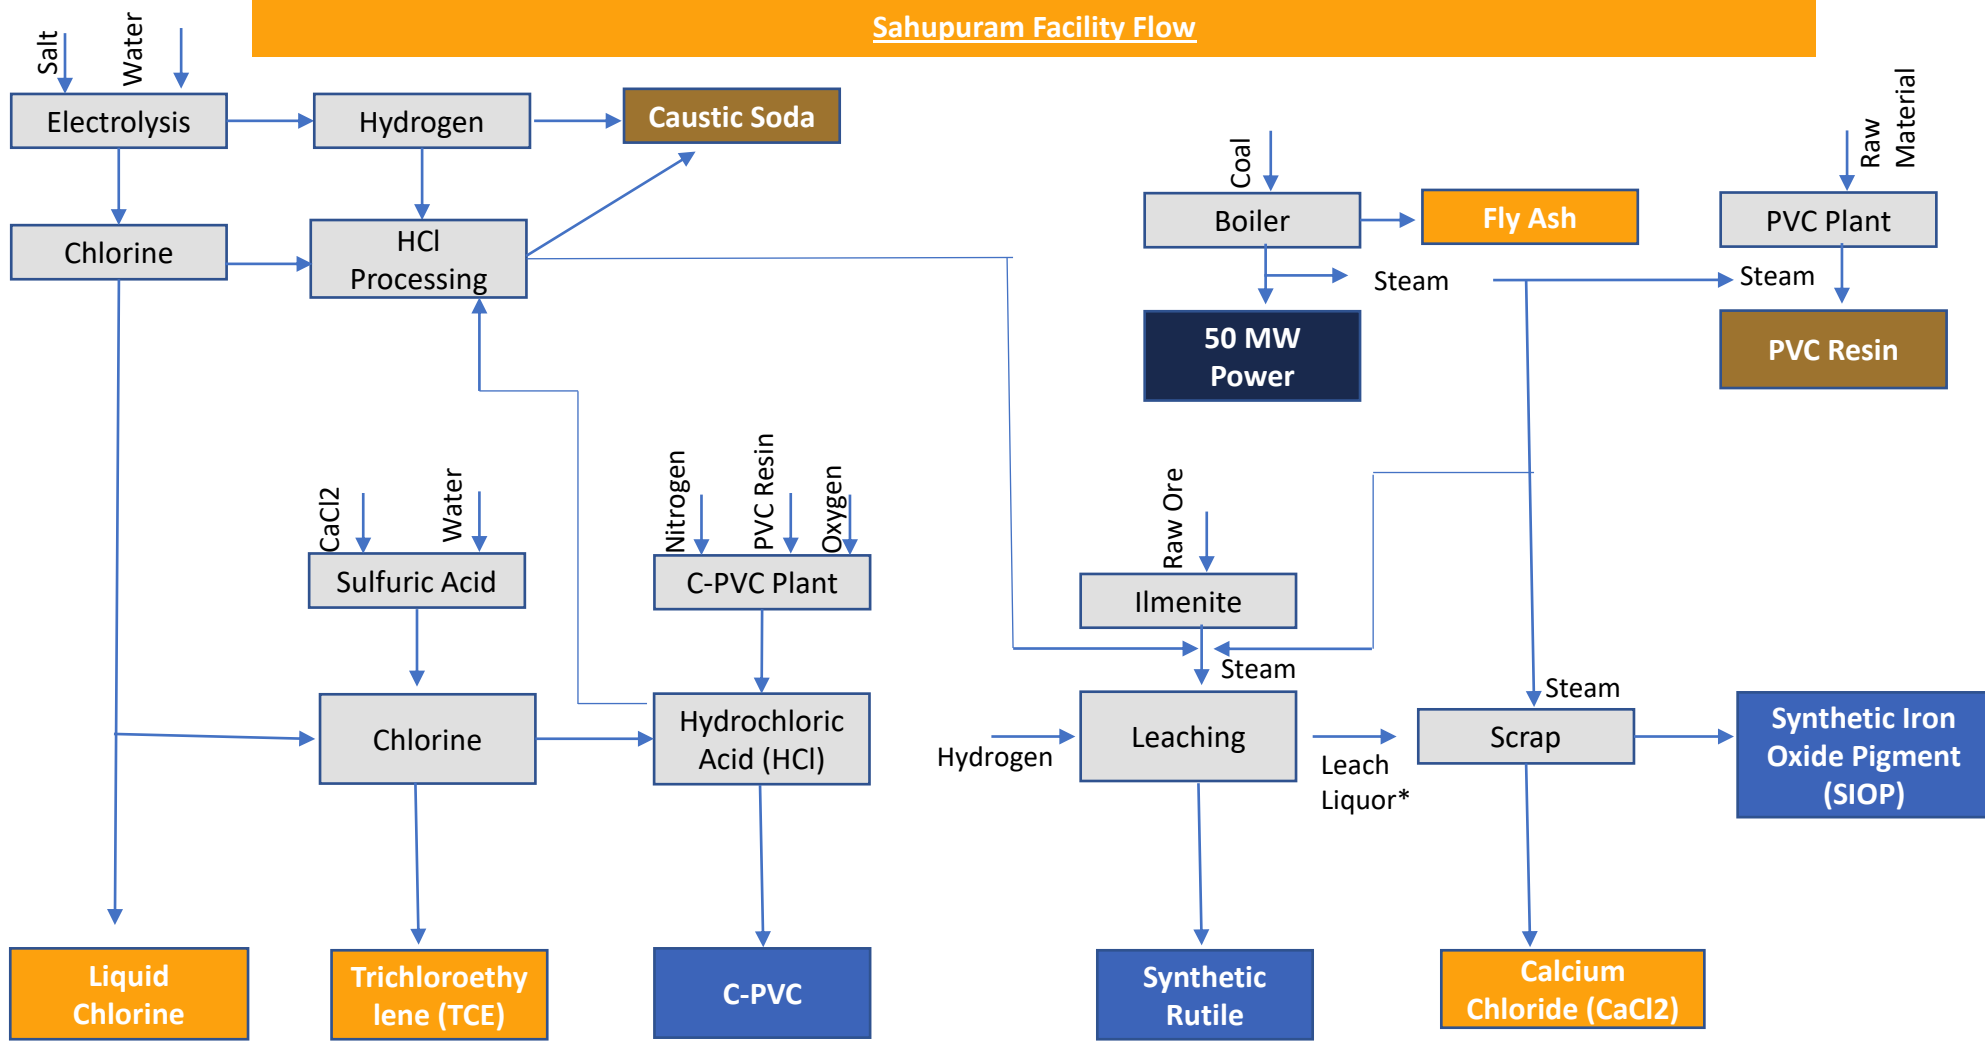 Sahupuram Facility Flow
Salt
Water
Electrolysis
Hydrogen
Caustic Soda
Coal
Raw
Material
Boiler
Fly Ash
PVC Plant
Chlorine
HCl
Processing
Steam
Steam
50 MW
Power
PVC Resin
CaCl2
Water
Nitrogen
PVC Resin
Oxygen
Raw Ore
Sulfuric Acid
C-PVC Plant
Ilmenite
Steam
Steam
Chlorine
Hydrochloric
Acid (HCl)
Hydrogen
Leaching
Leach
Liquor*
Scrap
Synthetic Iron
Oxide Pigment
(SIOP)
Liquid
Chlorine
Trichloroethy
lene (TCE)
C-PVC
Synthetic
Rutile
Calcium
Chloride (CaCl2)